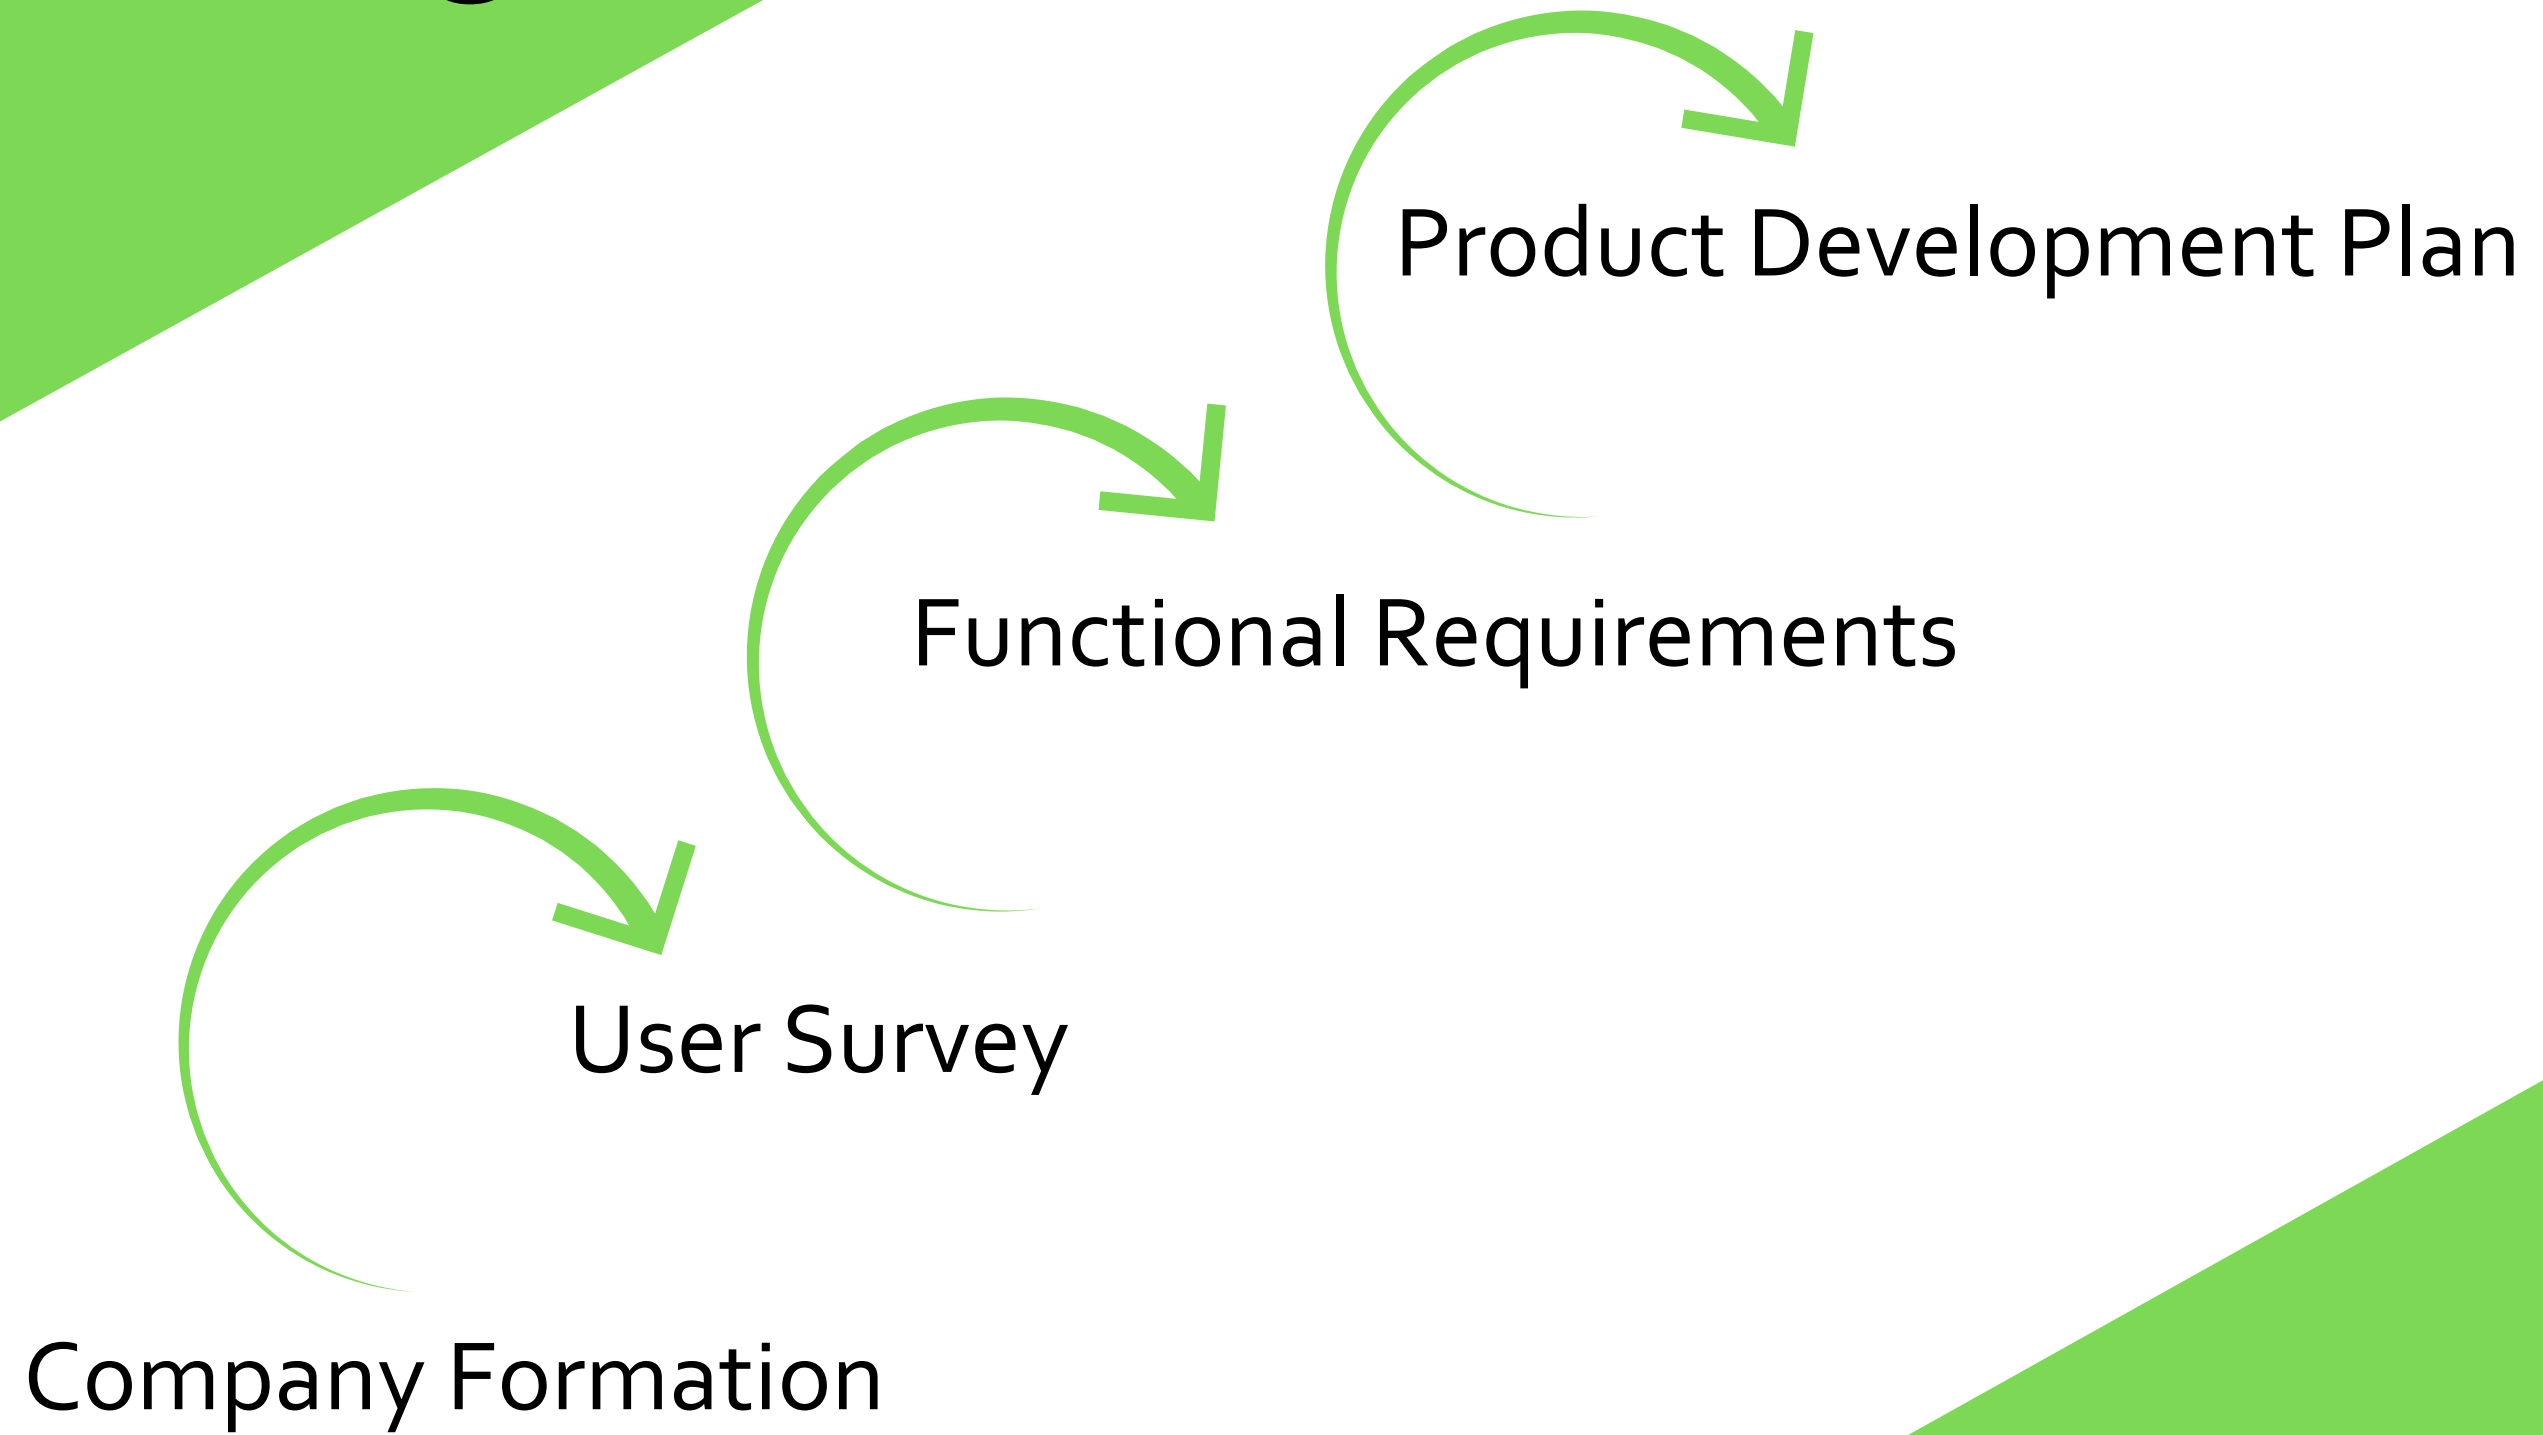 Product Development Plan
Functional Requirements
User Survey
Company Formation